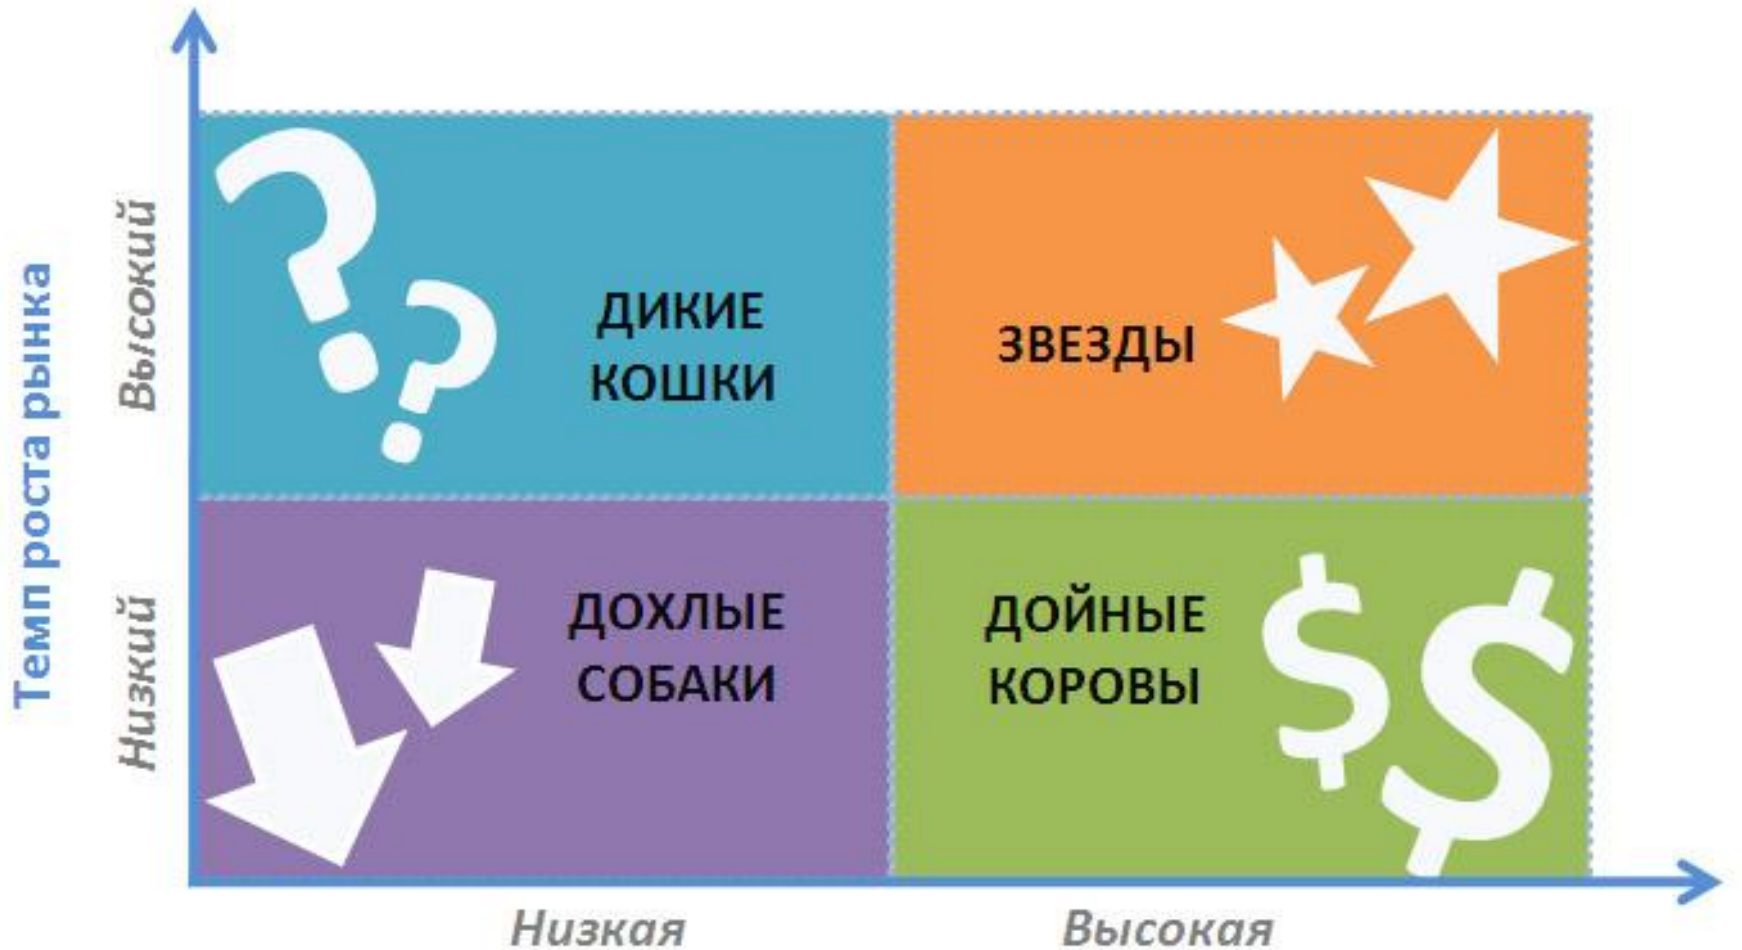 Темп роста рынка
Высокий
Низкий
ДИКИЕ
КОШКИ
ЗВЕЗДЫ
ДОХЛЫЕ
СОБАКИ
ДОЙНЫЕ
КОРОВЫ
Низкая
Высокая